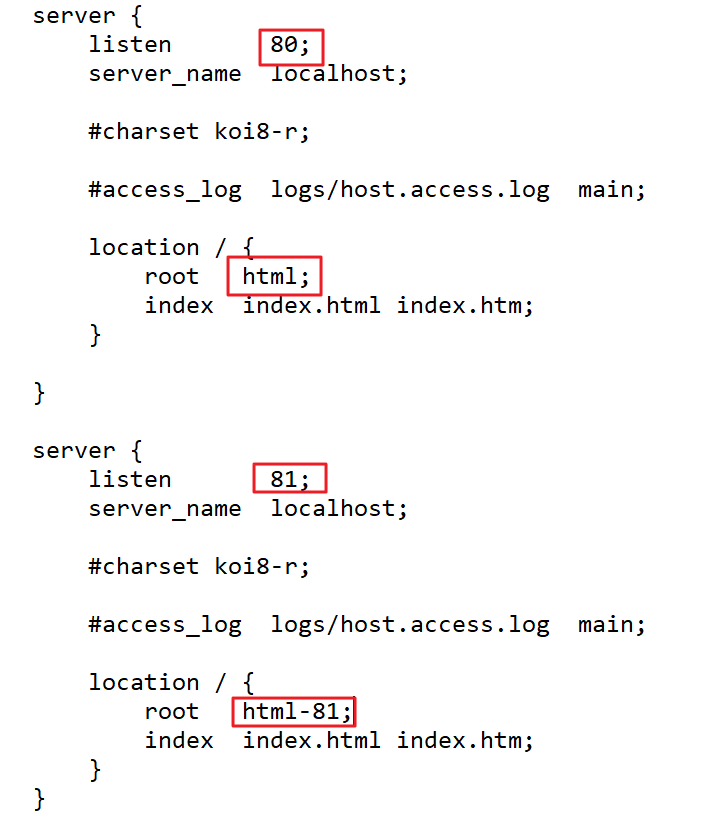 server {
    listen       80;
    server_name  localhost;
    #charset koi8-r;
    #access_log  logs/host.access.log  main;
    location / {
        root   html;
        index  index.html index.htm;
    }
}
server {
    listen       81;
    server_name  localhost;
    #charset koi8-r;
    #access_log  logs/host.access.log  main;
    location / {
        root   html-81;
        index  index.html index.htm;
    }
}